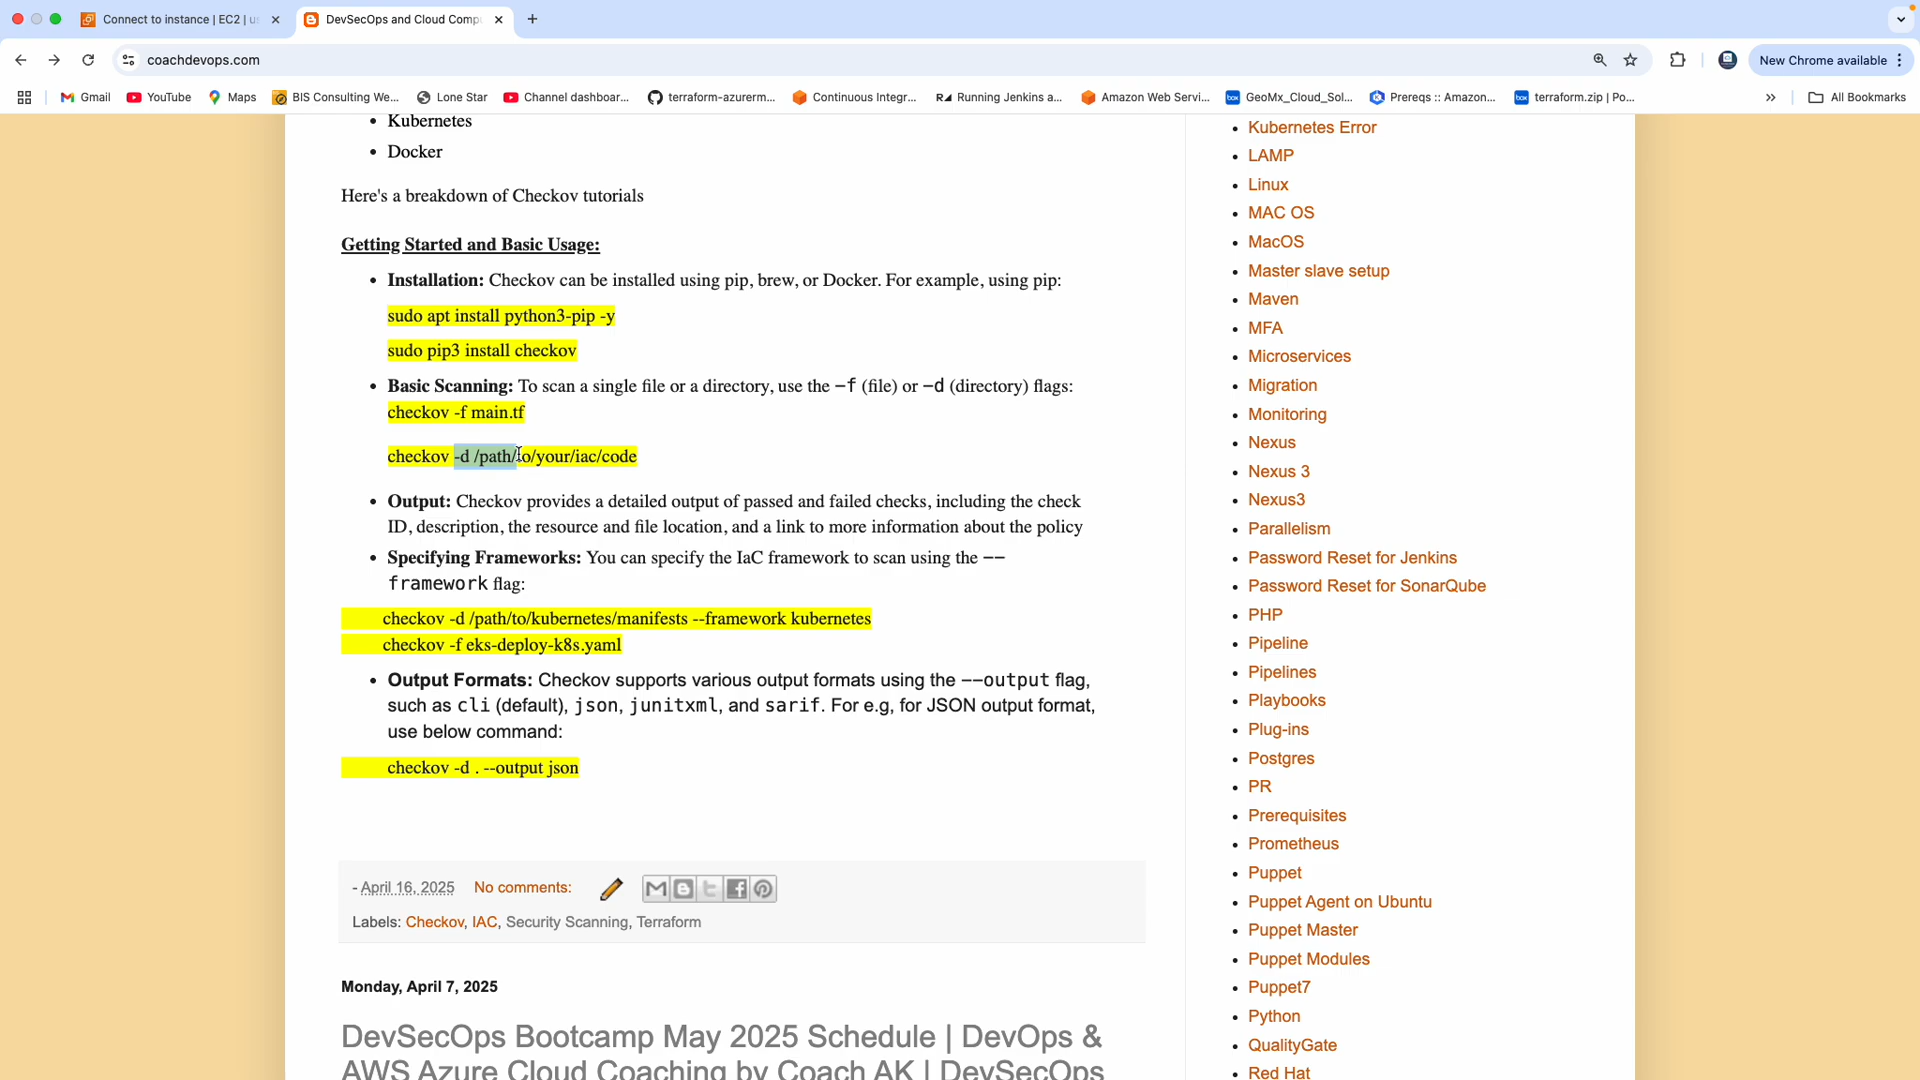 Connect to instance | EC2 | u
DevSecOps and Cloud Comp
coachdevops.com
New Chrome available
Gmail
YouTube
Maps
BIS Consulting We...
Lone Star
Channel dashboar...
terraform-azurerm...
Continuous Integr...
Running Jenkins a...
Amazon Web Servi...
GeoMx_Cloud_Sol...
Prereqs :: Amazon...
terraform.zip | Po...
All Bookmarks
Kubernetes
Docker
Here's a breakdown of Checkov tutorials
Getting Started and Basic Usage:
Installation: Checkov can be installed using pip, brew, or Docker. For example, using pip:
sudo apt install python3-pip -y
sudo pip3 install checkov
Basic Scanning: To scan a single file or a directory, use the -f (file) or -d (directory) flags:
checkov -f main.tf
checkov -d /path/to/your/iac/code
Output: Checkov provides a detailed output of passed and failed checks, including the check
ID, description, the resource and file location, and a link to more information about the policy
Specifying Frameworks: You can specify the IaC framework to scan using the --
framework flag:
checkov -d /path/to/kubernetes/manifests --framework kubernetes
checkov -f eks-deploy-k8s.yaml
Output Formats: Checkov supports various output formats using the --output flag,
such as cli (default), json, junitxml, and sarif. For e.g, for JSON output format,
use below command:
checkov -d . --output json
- April 16, 2025 No comments:
Labels: Checkov, IAC, Security Scanning, Terraform
Monday, April 7, 2025
DevSecOps Bootcamp May 2025 Schedule | DevOps &
AWS Azure Cloud Coaching by Coach AK | DevSecOps
Kubernetes Error
LAMP
Linux
MAC OS
MacOS
Master slave setup
Maven
MFA
Microservices
Migration
Monitoring
Nexus
Nexus 3
Nexus3
Parallelism
Password Reset for Jenkins
Password Reset for SonarQube
PHP
Pipeline
Pipelines
Playbooks
Plug-ins
Postgres
PR
Prerequisites
Prometheus
Puppet
Puppet Agent on Ubuntu
Puppet Master
Puppet Modules
Puppet7
Python
QualityGate
Red Hat